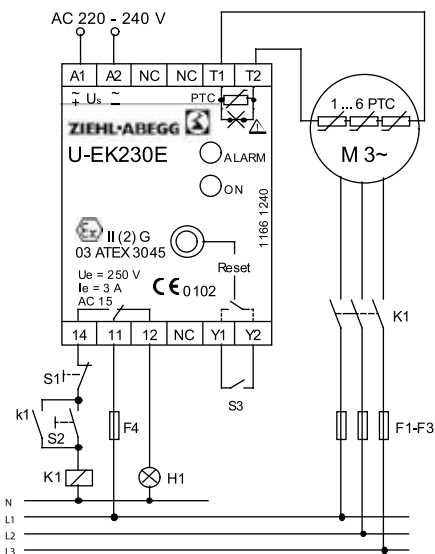 AC 220 - 240 V
A1 A2 NC NC T1 T2
~
+ Us ~
-
PTC
1 ... 6 PTC
ZIEHL-ABEGG
U-EK230E
ALARM
M 3~
ON
1166 1240
Ex II (2) G
03 ATEX 3045
Reset
Ue = 250 V
Ie = 3 A
AC 15
CE 0102
K1
14 11 12 NC Y1 Y2
S1
S3
k1
S2
F4
F1-F3
K1
H1
N
L1
L2
L3